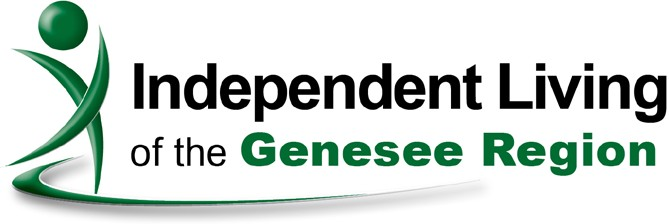 Independent Living
of the Genesee Region